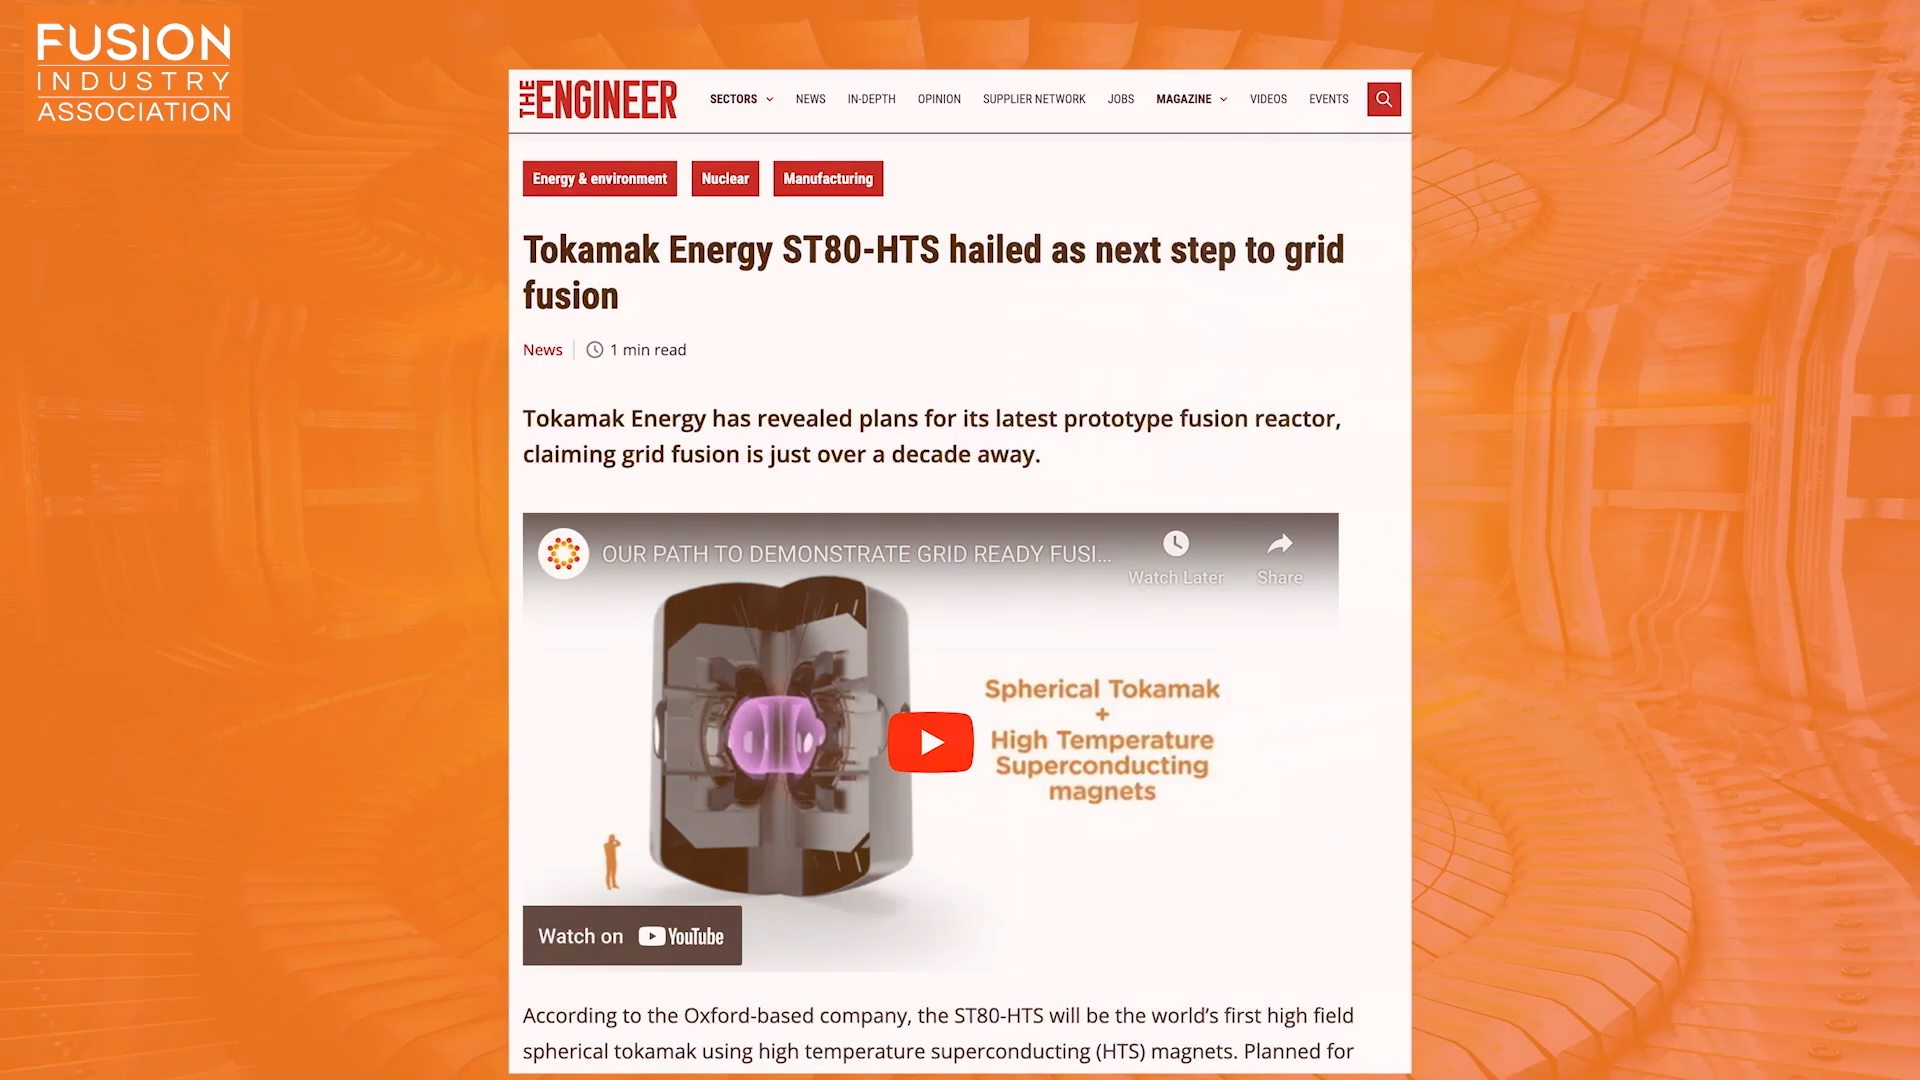 FUSION
INDUSTRY
ASSOCIATION
THE ENGINEER
SECTORS
NEWS
IN-DEPTH
OPINION
SUPPLIER NETWORK
JOBS
MAGAZINE
VIDEOS
EVENTS
Energy & environment
Nuclear
Manufacturing
Tokamak Energy ST80-HTS hailed as next step to grid
fusion
News
1 min read
Tokamak Energy has revealed plans for its latest prototype fusion reactor,
claiming grid fusion is just over a decade away.
OUR PATH TO DEMONSTRATE GRID READY FUSI...
Watch Later
Share
Spherical Tokamak
+
High Temperature
Superconducting
magnets
Watch on YouTube
According to the Oxford-based company, the ST80-HTS will be the world's first high field
spherical tokamak using high temperature superconducting (HTS) magnets. Planned for